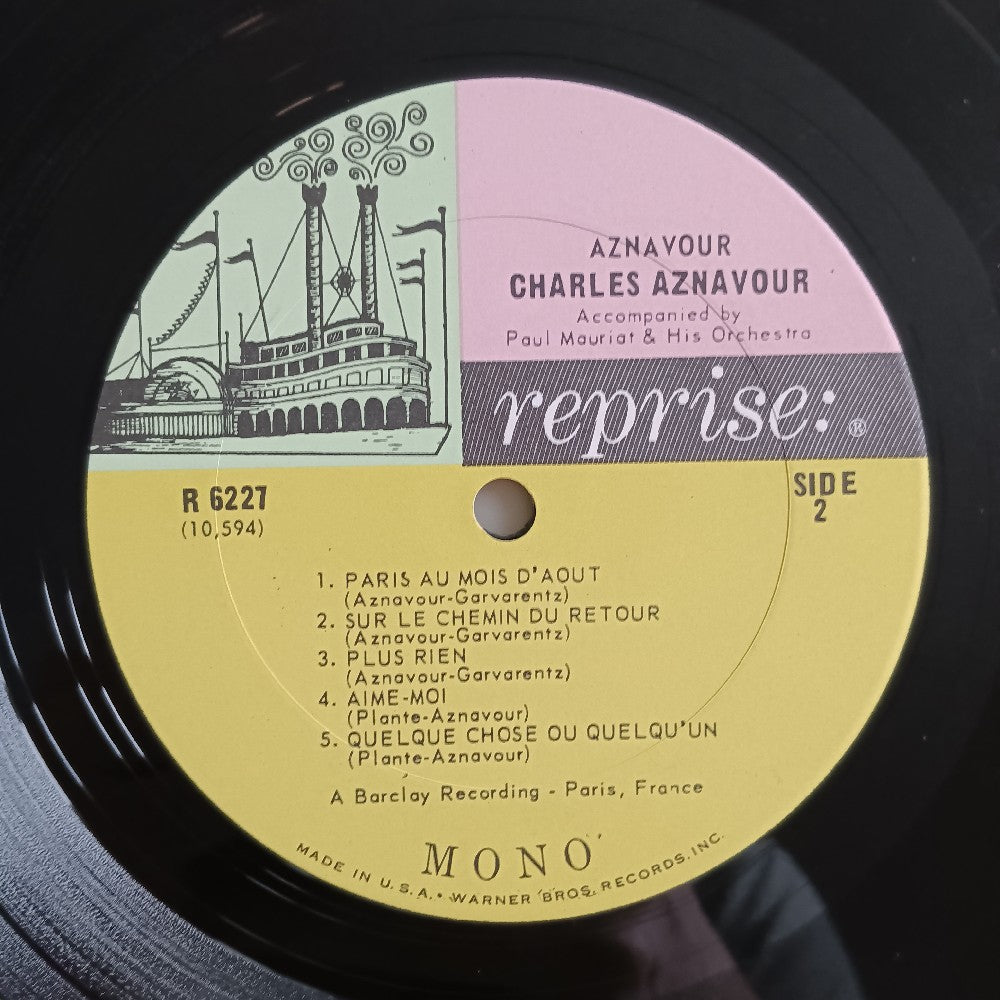 AZNAVOUR
CHARLES AZNAVOUR
Accompanied by
Paul Mauriat & His Orchestra
reprise:®
R 6227
(10,594)
SIDE
2
1. PARIS AU MOIS D'AOUT
(Aznavour-Garvarentz)
2. SUR LE CHEMIN DU RETOUR
(Aznavour-Garvarentz)
3. PLUS RIEN
(Aznavour-Garvarentz)
4. AIME-MOI
(Plante-Aznavour)
5. QUELQUE CHOSE OU QUELQU'UN
(Plante-Aznavour)
A Barclay Recording - Paris, France
MONO
MADE IN U.S.A. • WARNER BROS. RECORDS. INC.